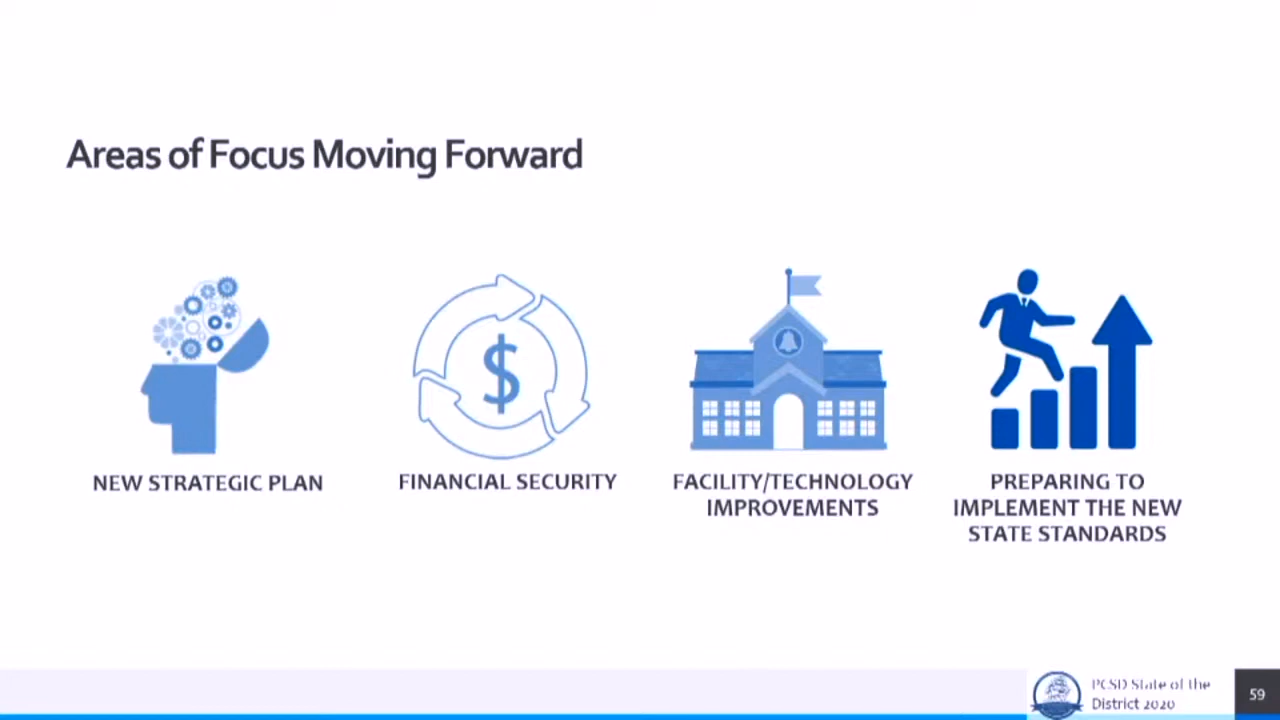 Areas of Focus Moving Forward
$
NEW STRATEGIC PLAN
FINANCIAL SECURITY
FACILITY/TECHNOLOGY
IMPROVEMENTS
PREPARING TO
IMPLEMENT THE NEW
STATE STANDARDS
PCSD State of the
District 2020
59